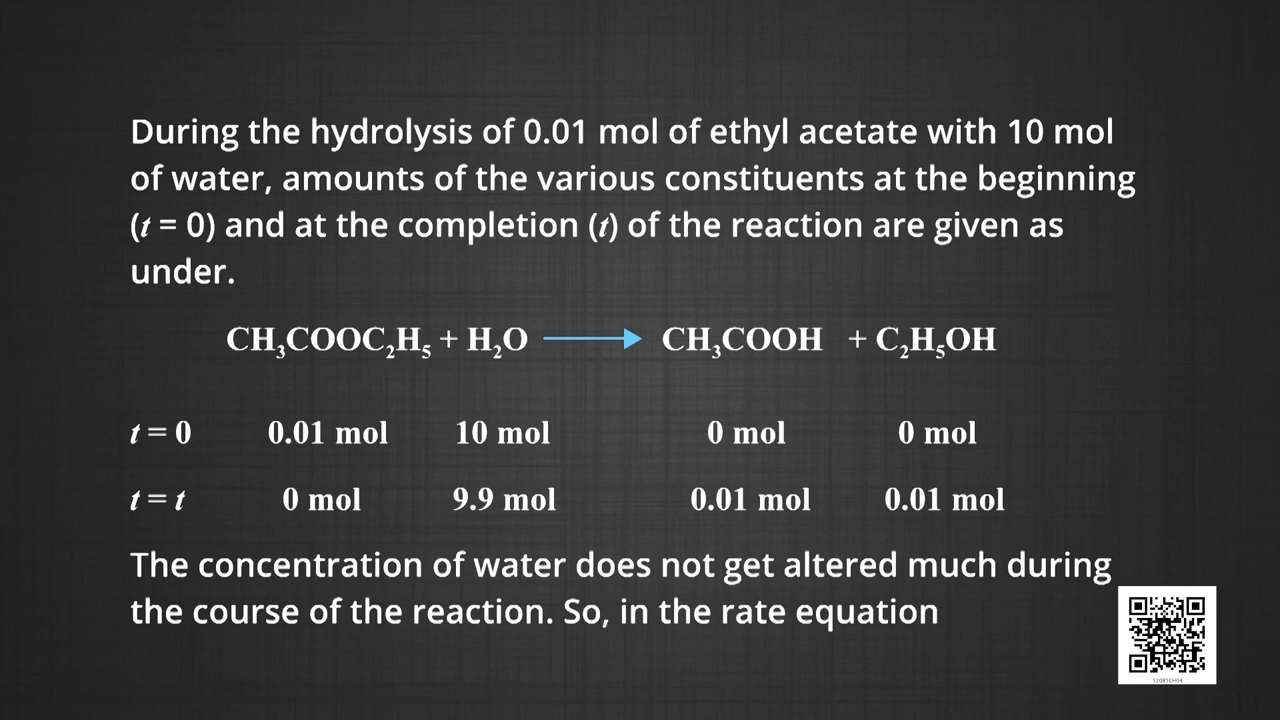 During the hydrolysis of 0.01 mol of ethyl acetate with 10 mol
of water, amounts of the various constituents at the beginning
(t = 0) and at the completion (t) of the reaction are given as
under.
CH₃COOC₂H₅ + H₂O ⟶ CH₃COOH + C₂H₅OH
t = 0 0.01 mol 10 mol 0 mol 0 mol
t = t 0 mol 9.9 mol 0.01 mol 0.01 mol
The concentration of water does not get altered much during
the course of the reaction. So, in the rate equation
12085CH04